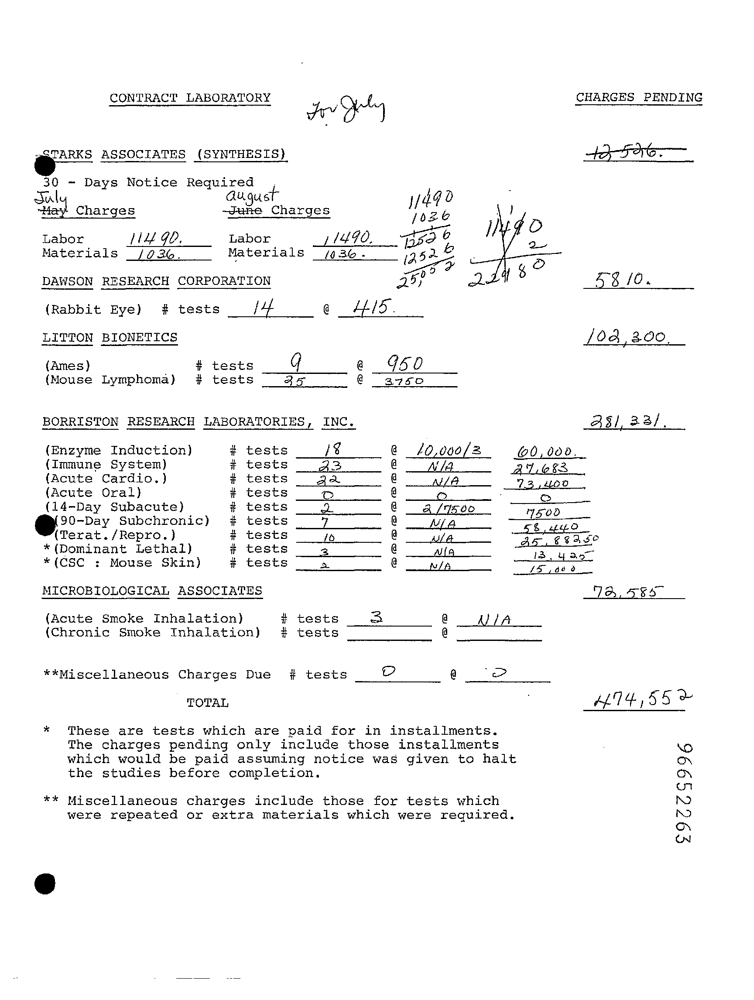 CONTRACT LABORATORY For July CHARGES PENDING
STARKS ASSOCIATES (SYNTHESIS) 12 526.
30 - Days Notice Required
July august 11490
May Charges June Charges 1036 11490
Labor 11490. Labor 11490. 12526 2
Materials 1036. Materials 1036. 12526 22980
25,052
DAWSON RESEARCH CORPORATION 5810.
(Rabbit Eye) # tests 14 @ 415.
LITTON BIONETICS 102,300.
(Ames) # tests 9 @ 950
(Mouse Lymphoma) # tests 25 @ 3750
BORRISTON RESEARCH LABORATORIES, INC. 281,331.
(Enzyme Induction) # tests 18 @ 10,000/3 60,000.
(Immune System) # tests 23 @ N/A 27,683
(Acute Cardio.) # tests 22 @ N/A 73,400
(Acute Oral) # tests 0 @ 0 0
(14-Day Subacute) # tests 2 @ 2/7500 7500
(90-Day Subchronic) # tests 7 @ N/A 58,440
(Terat./Repro.) # tests 10 @ N/A 25,88250
*(Dominant Lethal) # tests 3 @ N/A 13,425
*(CSC : Mouse Skin) # tests 2 @ N/A 15,000
MICROBIOLOGICAL ASSOCIATES 72,585
(Acute Smoke Inhalation) # tests 3 @ N/A
(Chronic Smoke Inhalation) # tests @
**Miscellaneous Charges Due # tests 0 @ 0
TOTAL 474,552
* These are tests which are paid for in installments.
The charges pending only include those installments
which would be paid assuming notice was given to halt
the studies before completion.
** Miscellaneous charges include those for tests which
were repeated or extra materials which were required.
96652263